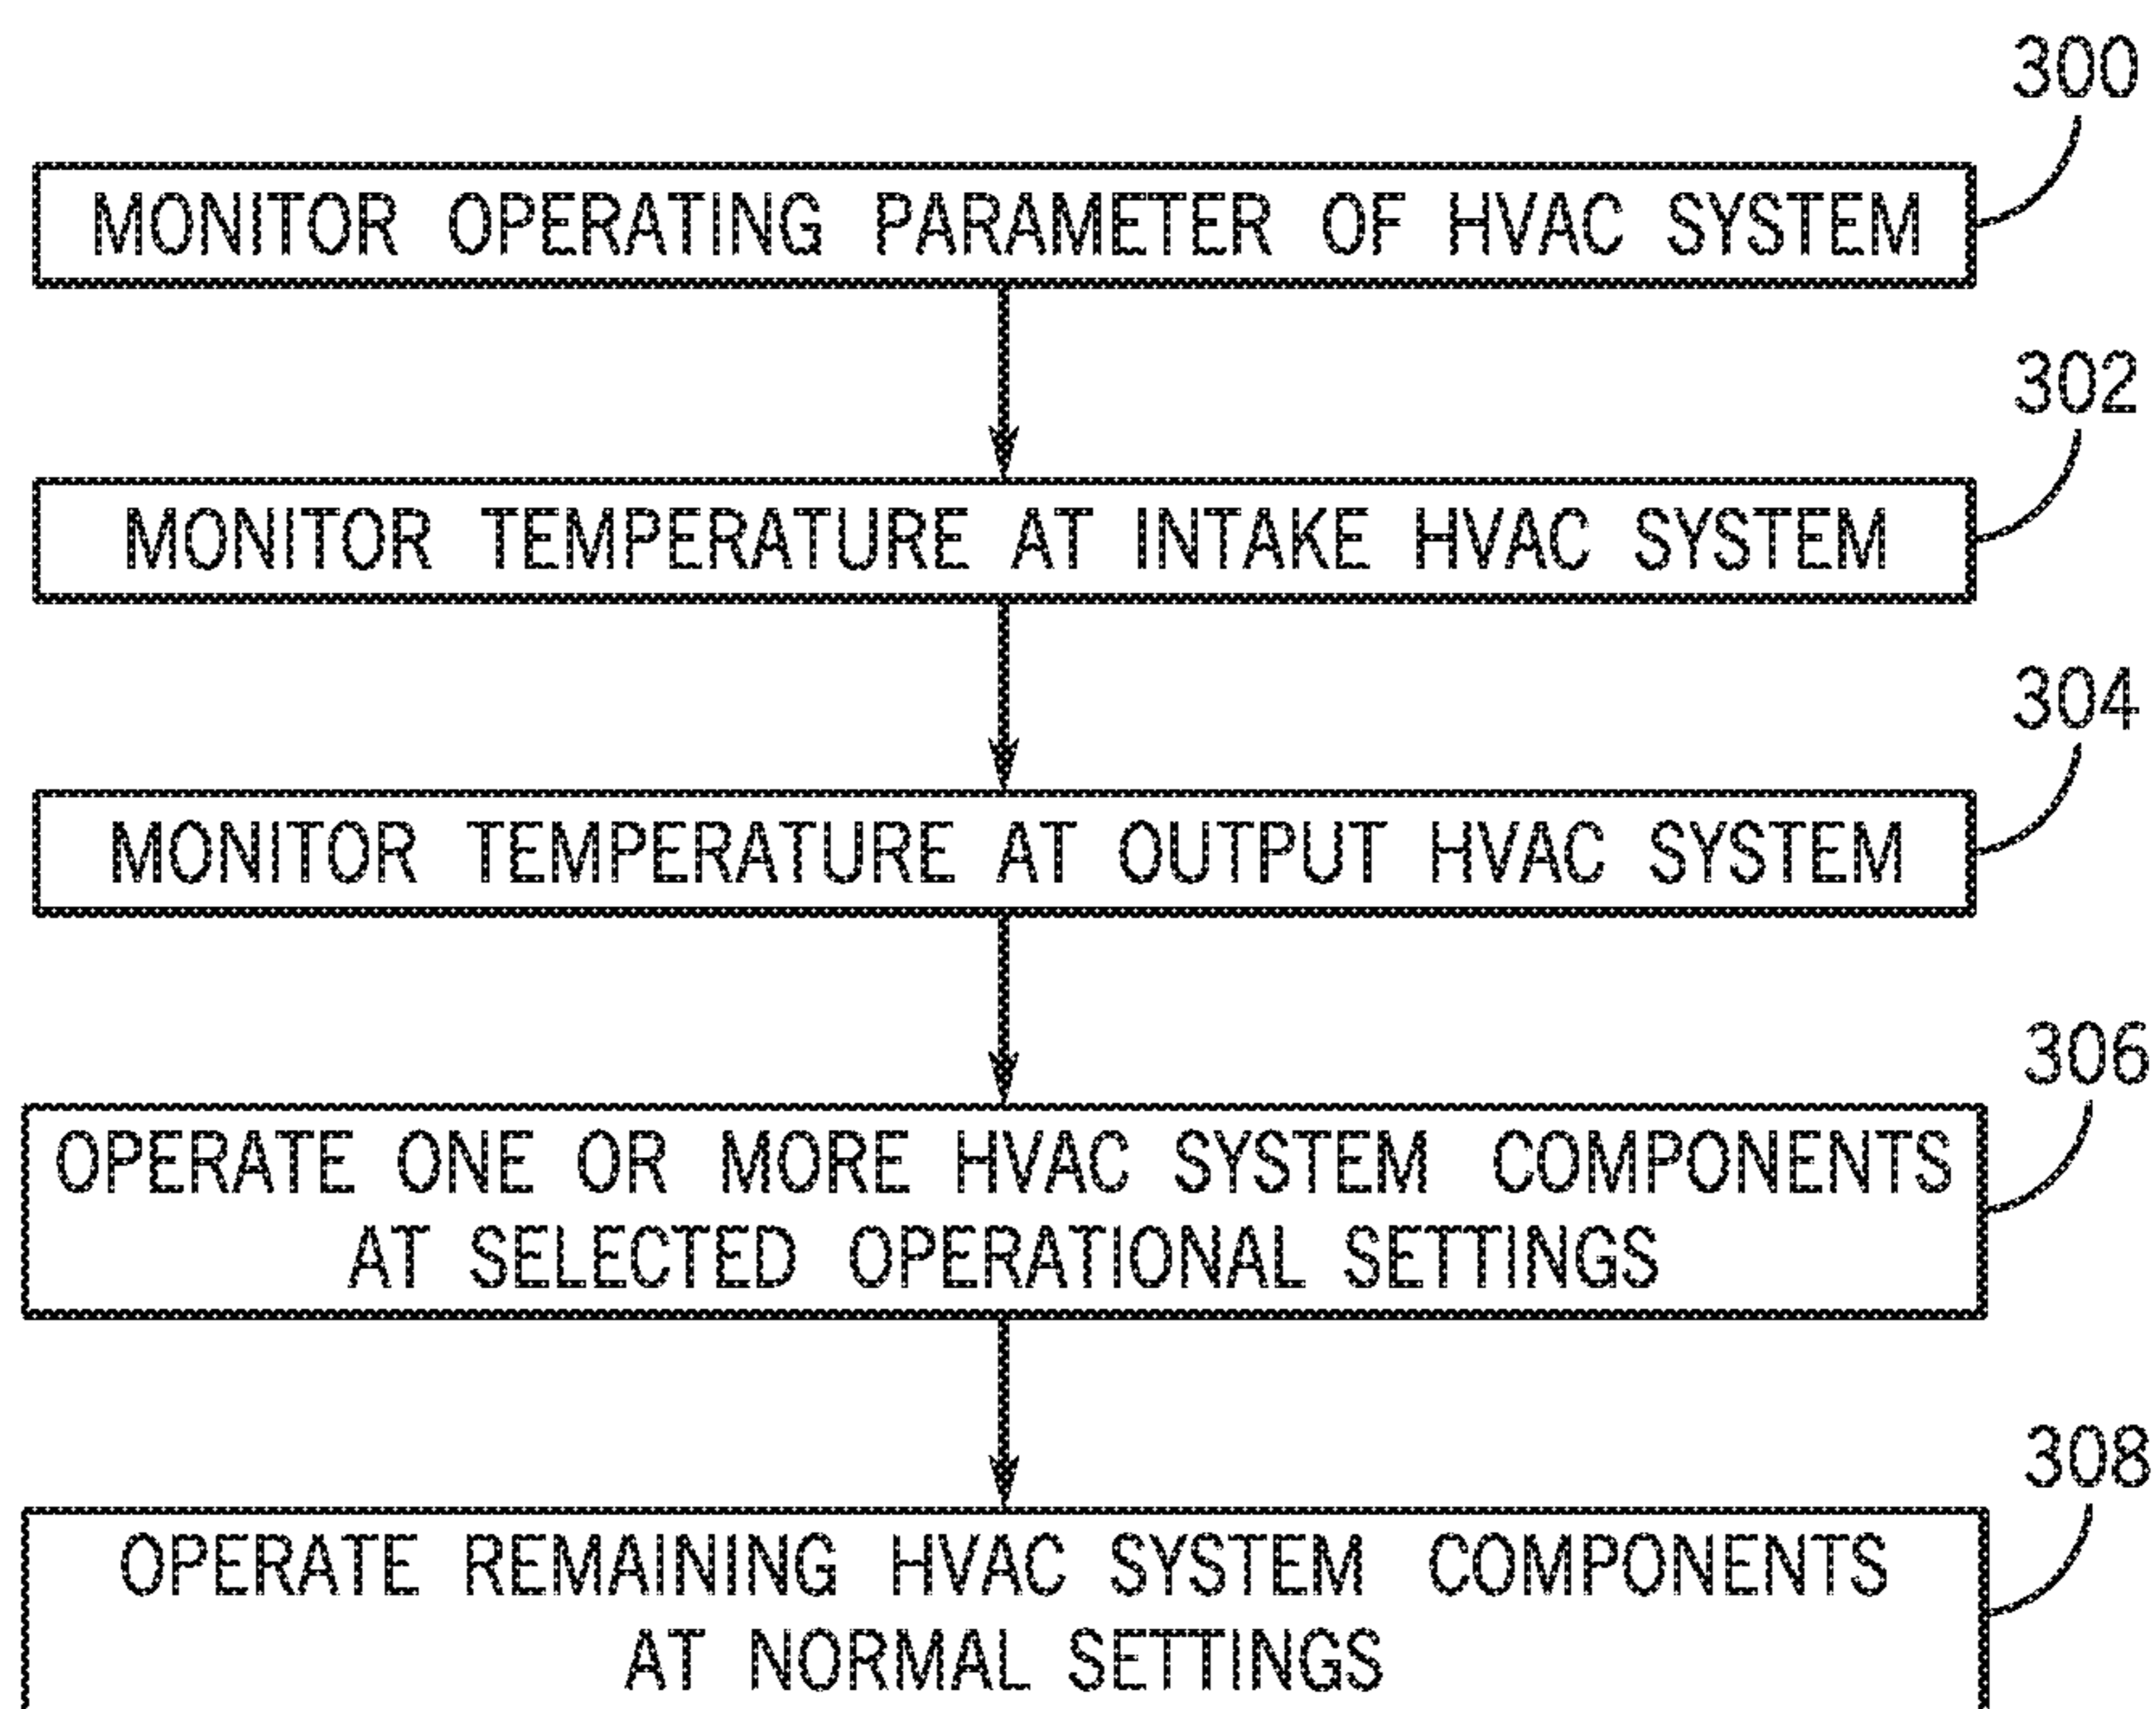 300
MONITOR OPERATING PARAMETER OF HVAC SYSTEM
302
MONITOR TEMPERATURE AT INTAKE HVAC SYSTEM
304
MONITOR TEMPERATURE AT OUTPUT HVAC SYSTEM
306
OPERATE ONE OR MORE HVAC SYSTEM COMPONENTS
AT SELECTED OPERATIONAL SETTINGS
308
OPERATE REMAINING HVAC SYSTEM COMPONENTS
AT NORMAL SETTINGS